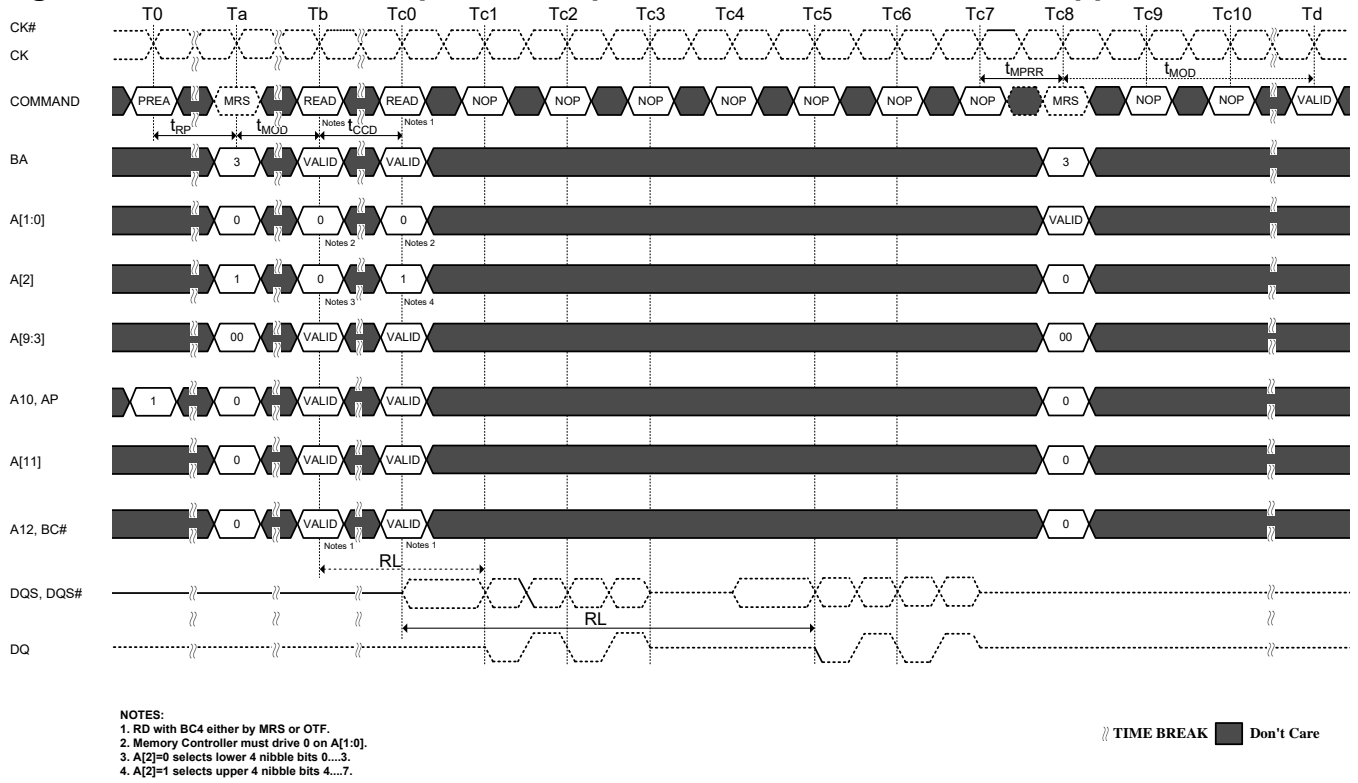 T0 Ta Tb Tc0 Tc1 Tc2 Tc3 Tc4 Tc5 Tc6 Tc7 Tc8 Tc9 Tc10 Td
CK#
CK
tMPRR tMOD
COMMAND PREA MRS READ READ NOP NOP NOP NOP NOP NOP NOP MRS NOP NOP VALID
Notes 1 Notes 1
tRP tMOD tCCD
BA 3 VALID VALID 3
A[1:0] 0 0 0 VALID
Notes 2 Notes 2
A[2] 1 0 1 0
Notes 3 Notes 4
A[9:3] 00 VALID VALID 00
A10, AP 1 0 VALID VALID 0
A[11] 0 VALID VALID 0
A12, BC# 0 VALID VALID 0
Notes 1 Notes 1
RL
DQS, DQS#
RL
DQ
NOTES:
1. RD with BC4 either by MRS or OTF.
2. Memory Controller must drive 0 on A[1:0].
3. A[2]=0 selects lower 4 nibble bits 0....3.
4. A[2]=1 selects upper 4 nibble bits 4....7.
TIME BREAK Don't Care